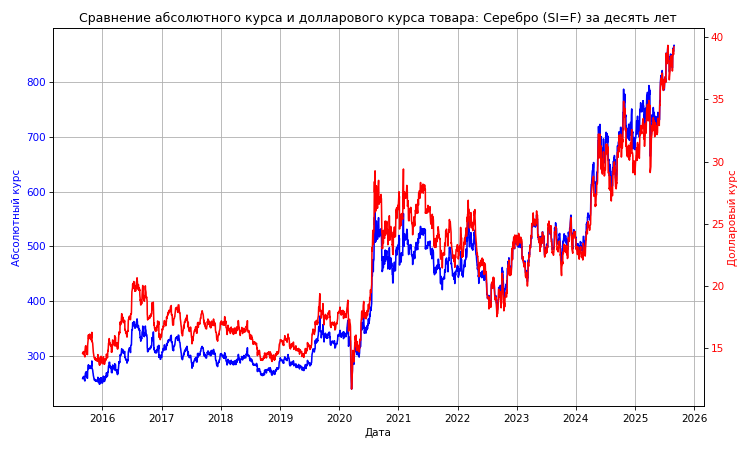 Сравнение абсолютного курса и долларового курса товара: Серебро (SI=F) за десять лет
Абсолютный курс
800
700
600
500
400
300
40
35
30
25
20
15
Долларовый курс
2016 2017 2018 2019 2020 2021 2022 2023 2024 2025 2026
Дата